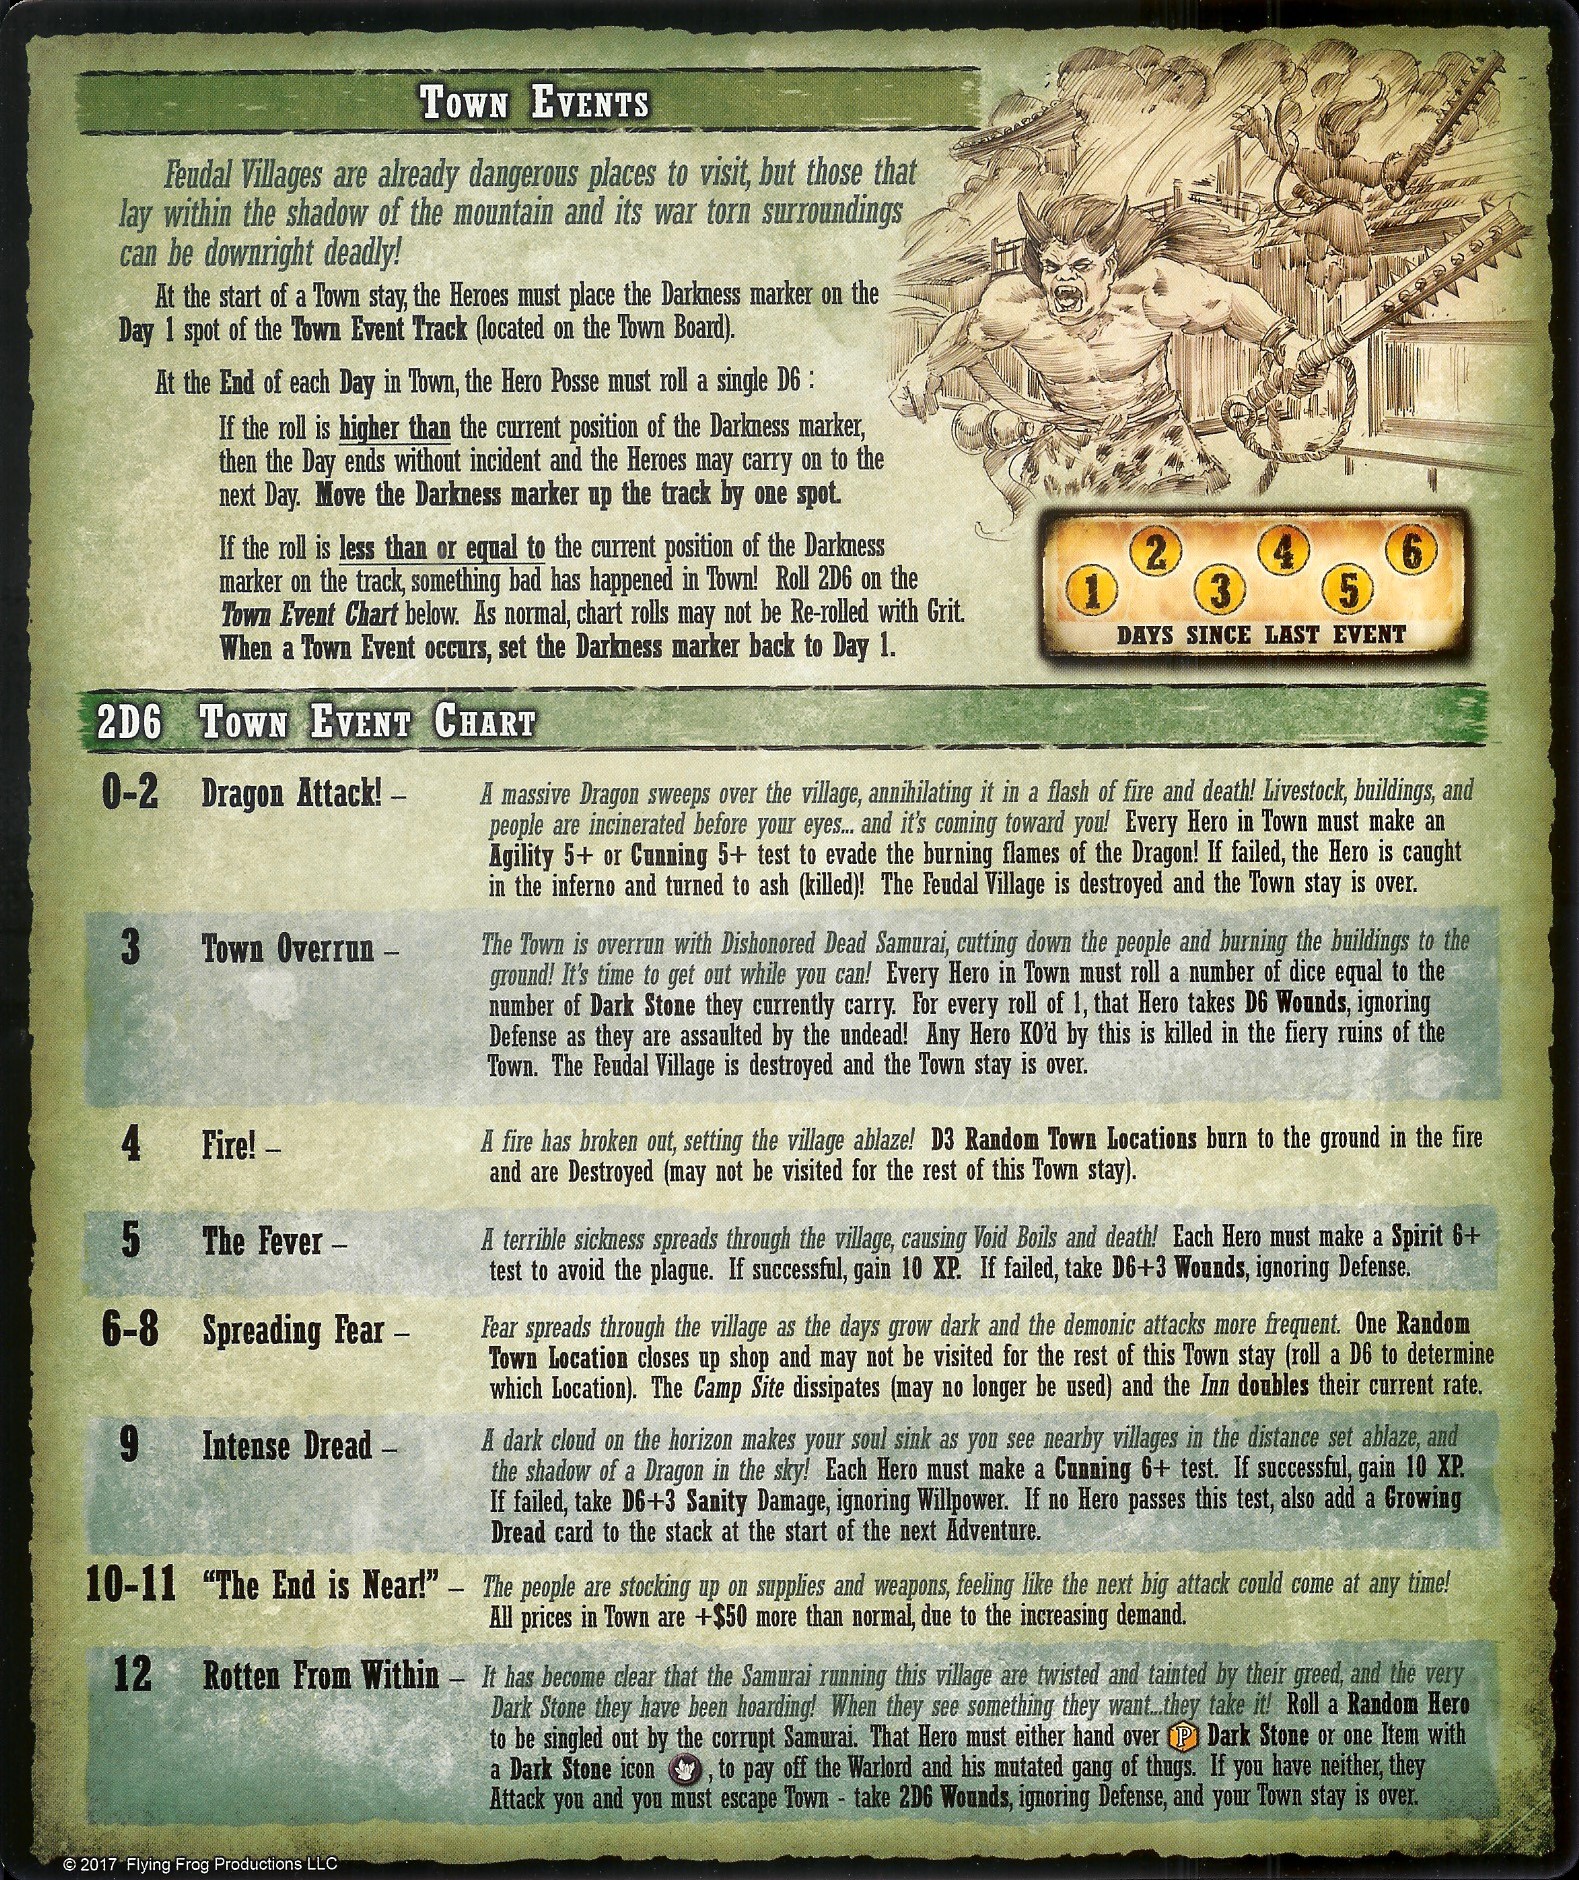 Town Events
Feudal Villages are already dangerous places to visit, but those that
lay within the shadow of the mountain and its war torn surroundings
can be downright deadly!
At the start of a Town stay, the Heroes must place the Darkness marker on the
Day 1 spot of the Town Event Track (located on the Town Board).
At the End of each Day in Town, the Hero Posse must roll a single D6 :
If the roll is higher than the current position of the Darkness marker,
then the Day ends without incident and the Heroes may carry on to the
next Day. Move the Darkness marker up the track by one spot.
If the roll is less than or equal to the current position of the Darkness
marker on the track, something bad has happened in Town! Roll 2D6 on the
Town Event Chart below. As normal, chart rolls may not be Re-rolled with Grit.
When a Town Event occurs, set the Darkness marker back to Day 1.
1 2 3 4 5 6
DAYS SINCE LAST EVENT
2D6 Town Event Chart
0-2 Dragon Attack! – A massive Dragon sweeps over the village, annihilating it in a flash of fire and death! Livestock, buildings, and
people are incinerated before your eyes... and it's coming toward you! Every Hero in Town must make an
Agility 5+ or Cunning 5+ test to evade the burning flames of the Dragon! If failed, the Hero is caught
in the inferno and turned to ash (killed)! The Feudal Village is destroyed and the Town stay is over.
3 Town Overrun – The Town is overrun with Dishonored Dead Samurai, cutting down the people and burning the buildings to the
ground! It's time to get out while you can! Every Hero in Town must roll a number of dice equal to the
number of Dark Stone they currently carry. For every roll of 1, that Hero takes D6 Wounds, ignoring
Defense as they are assaulted by the undead! Any Hero KO'd by this is killed in the fiery ruins of the
Town. The Feudal Village is destroyed and the Town stay is over.
4 Fire! – A fire has broken out, setting the village ablaze! D3 Random Town Locations burn to the ground in the fire
and are Destroyed (may not be visited for the rest of this Town stay).
5 The Fever – A terrible sickness spreads through the village, causing Void Boils and death! Each Hero must make a Spirit 6+
test to avoid the plague. If successful, gain 10 XP. If failed, take D6+3 Wounds, ignoring Defense.
6-8 Spreading Fear – Fear spreads through the village as the days grow dark and the demonic attacks more frequent. One Random
Town Location closes up shop and may not be visited for the rest of this Town stay (roll a D6 to determine
which Location). The Camp Site dissipates (may no longer be used) and the Inn doubles their current rate.
9 Intense Dread – A dark cloud on the horizon makes your soul sink as you see nearby villages in the distance set ablaze, and
the shadow of a Dragon in the sky! Each Hero must make a Cunning 6+ test. If successful, gain 10 XP.
If failed, take D6+3 Sanity Damage, ignoring Willpower. If no Hero passes this test, also add a Growing
Dread card to the stack at the start of the next Adventure.
10-11 "The End is Near!" – The people are stocking up on supplies and weapons, feeling like the next big attack could come at any time!
All prices in Town are +$50 more than normal, due to the increasing demand.
12 Rotten From Within – It has become clear that the Samurai running this village are twisted and tainted by their greed, and the very
Dark Stone they have been hoarding! When they see something they want...they take it! Roll a Random Hero
to be singled out by the corrupt Samurai. That Hero must either hand over P Dark Stone or one Item with
a Dark Stone icon , to pay off the Warlord and his mutated gang of thugs. If you have neither, they
Attack you and you must escape Town - take 2D6 Wounds, ignoring Defense, and your Town stay is over.
© 2017 Flying Frog Productions LLC